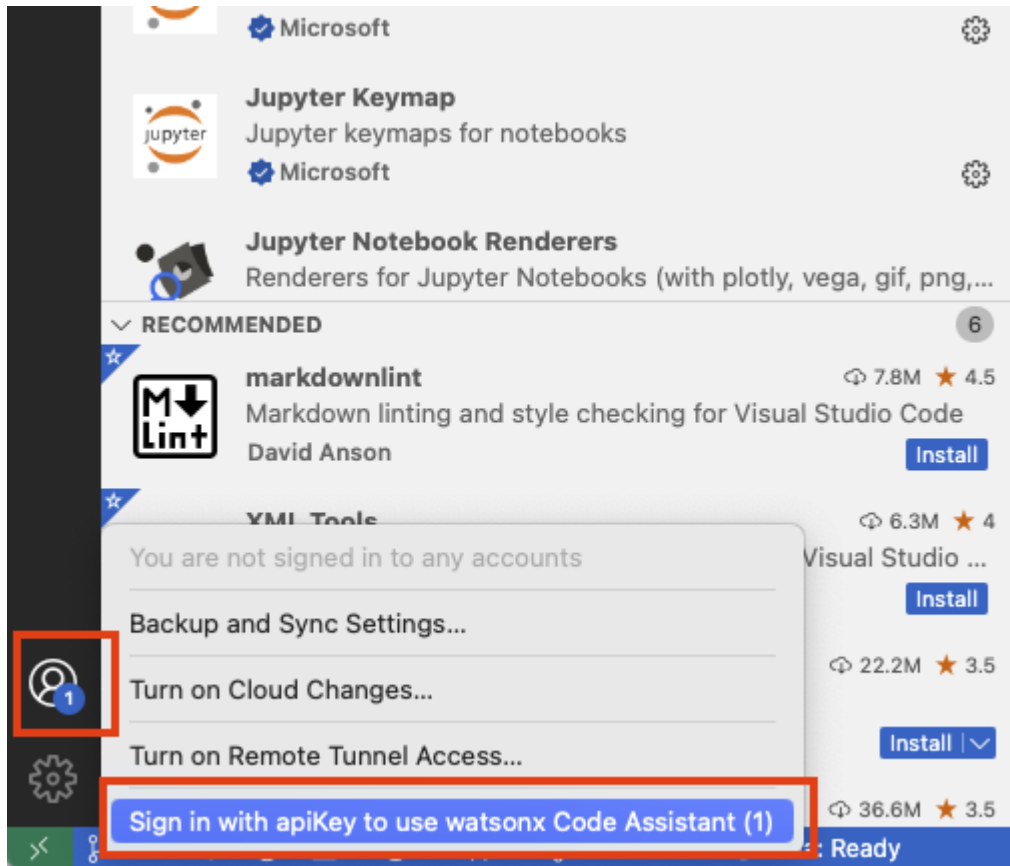 Microsoft
Jupyter Keymap
jupyter
Jupyter keymaps for notebooks
Microsoft
Jupyter Notebook Renderers
Renderers for Jupyter Notebooks (with plotly, vega, gif, png,...
RECOMMENDED 6
markdownlint 7.8M 4.5
M
Lint
Markdown linting and style checking for Visual Studio Code
David Anson Install
XML Tools 6.3M 4
You are not signed in to any accounts Visual Studio ...
Install
Backup and Sync Settings...
22.2M 3.5
1
Turn on Cloud Changes...
Install
Turn on Remote Tunnel Access...
36.6M 3.5
Sign in with apiKey to use watsonx Code Assistant (1)
: Ready